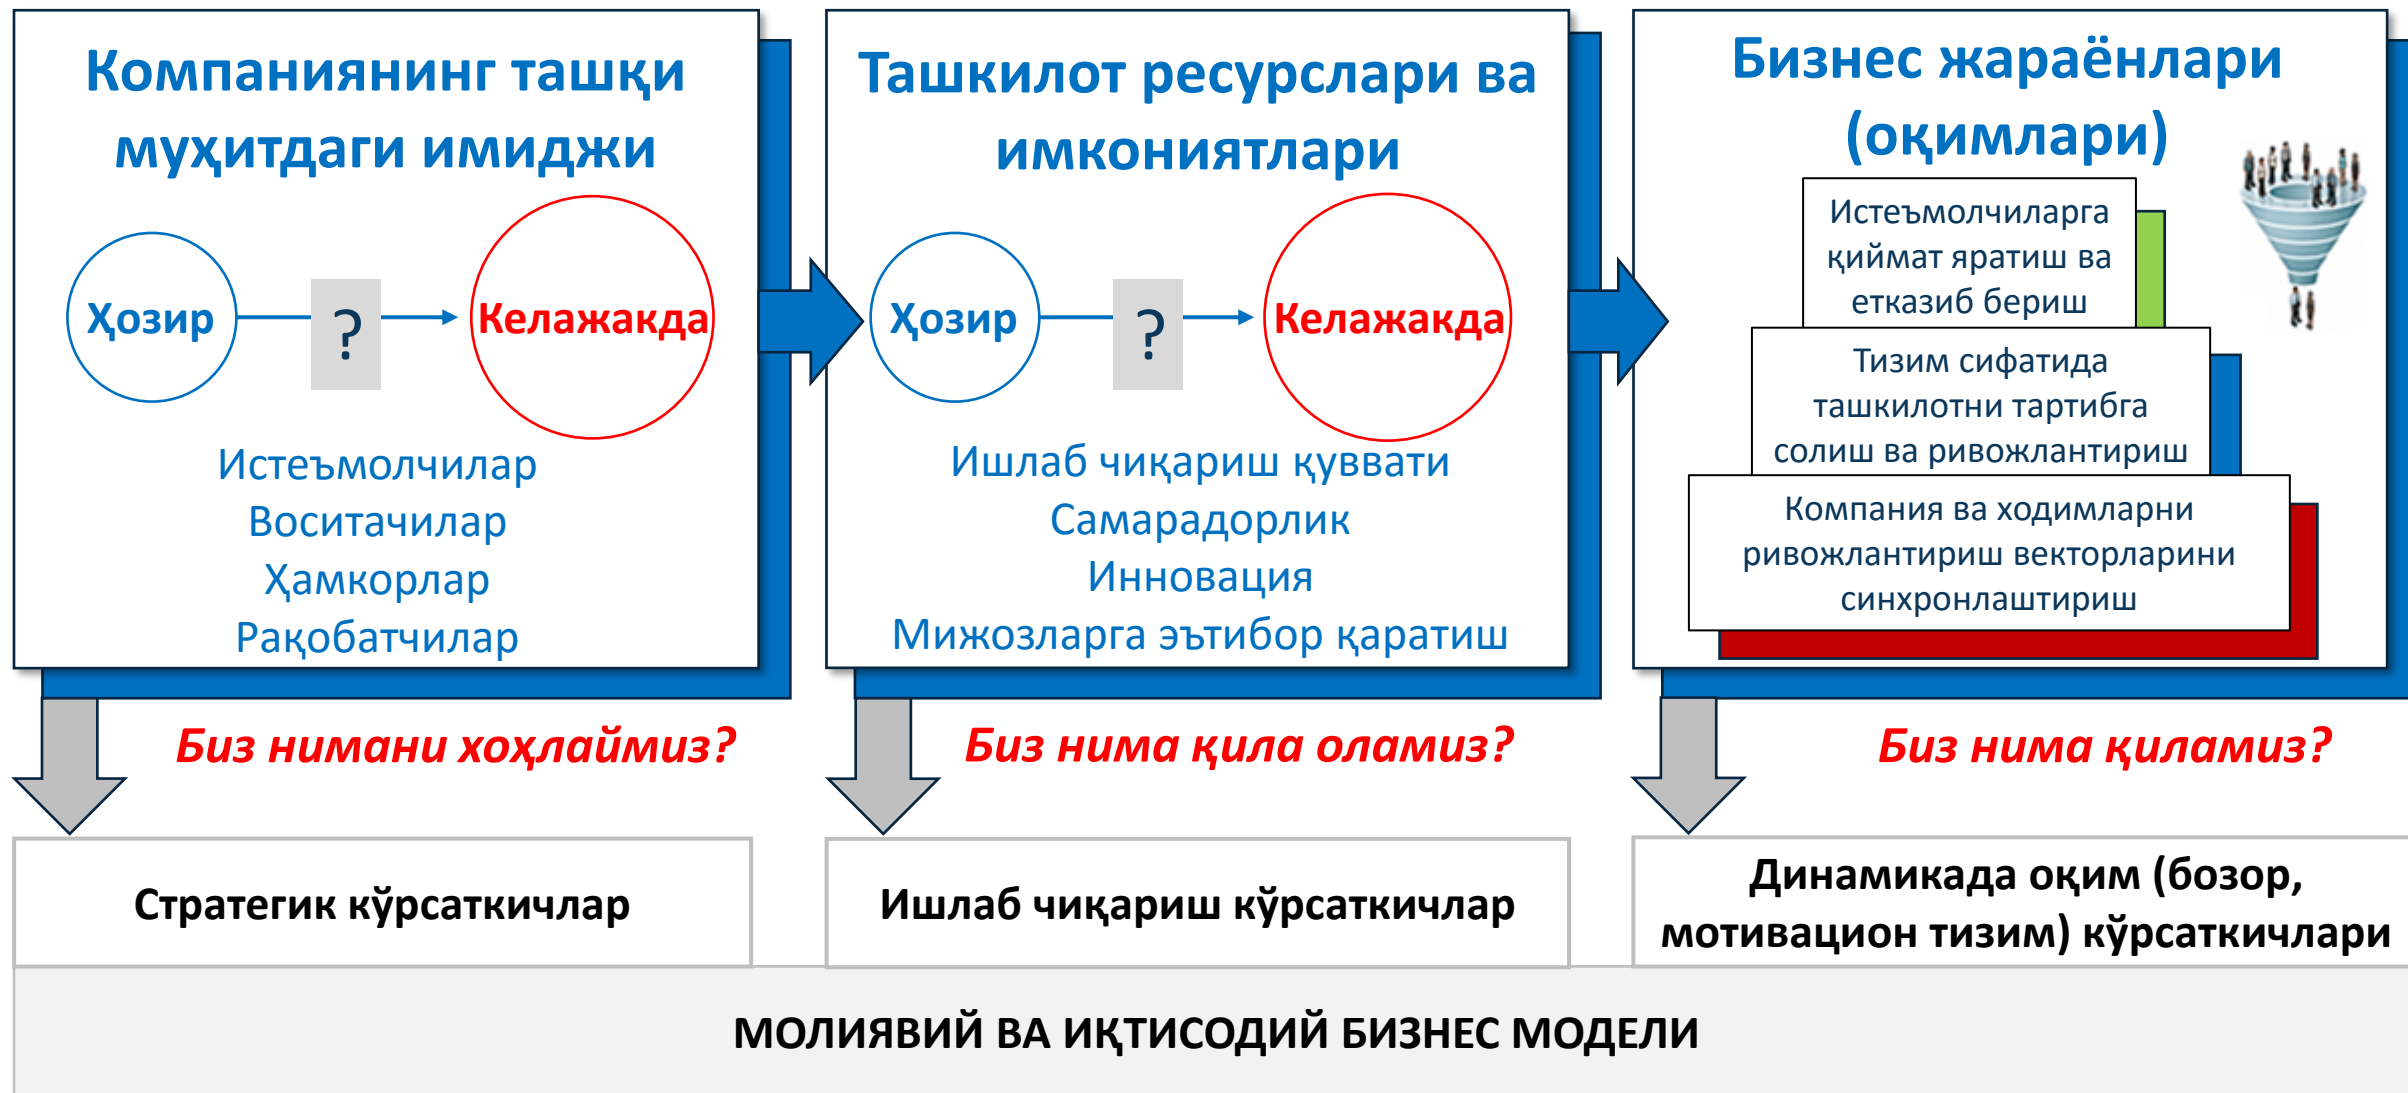 Компаниянинг ташқи
муҳитдаги имиджи
Ҳозир
?
Келажакда
Истеъмолчилар
Воситачилар
Ҳамкорлар
Рақобатчилар
Ташкилот ресурслари ва
имкониятлари
Ҳозир
?
Келажакда
Ишлаб чиқариш қуввати
Самарадорлик
Инновация
Мижозларга эътибор қаратиш
Бизнес жараёнлари
(оқимлари)
Истеъмолчиларга
қиймат яратиш ва
етказиб бериш
Тизим сифатида
ташкилотни тартибга
солиш ва ривожлантириш
Компания ва ходимларни
ривожлантириш векторларини
синхронлаштириш
Биз нимани хоҳлаймиз?
Биз нима қила оламиз?
Биз нима қиламиз?
Стратегик кўрсаткичлар
Ишлаб чиқариш кўрсаткичлар
Динамикада оқим (бозор,
мотивацион тизим) кўрсаткичлари
МОЛИЯВИЙ ВА ИҚТИСОДИЙ БИЗНЕС МОДЕЛИ